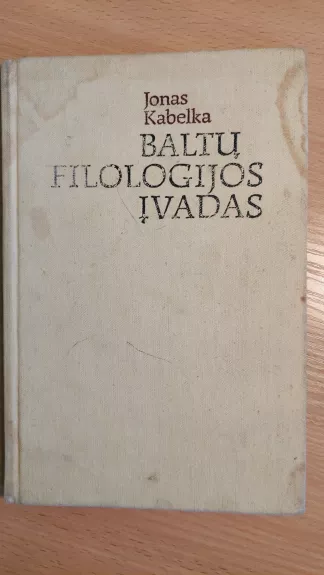 Jonas
Kabelka
BALTŲ
FILOLOGIJOS
ĮVADAS